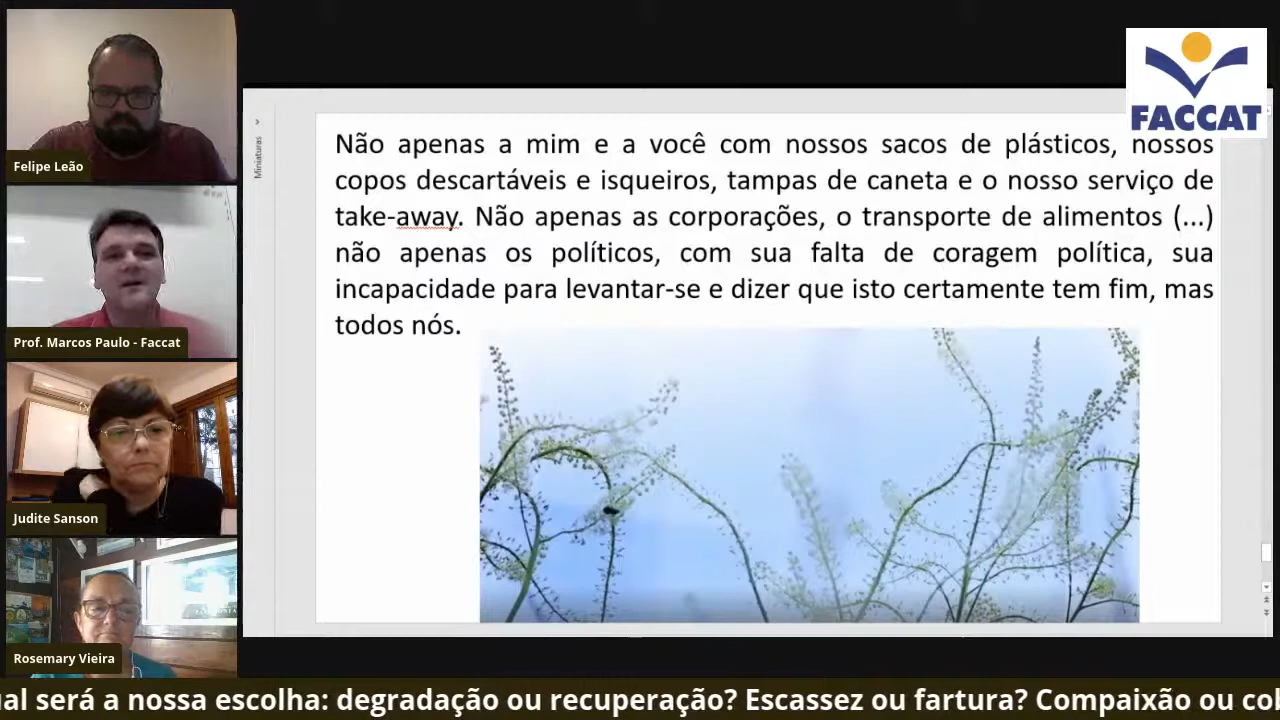 Felipe Leão
Prof. Marcos Paulo - Faccat
Judite Sanson
Rosemary Vieira
Miniaturas
FACCAT
Não apenas a mim e a você com nossos sacos de plásticos, nossos
copos descartáveis e isqueiros, tampas de caneta e o nosso serviço de
take-away. Não apenas as corporações, o transporte de alimentos (...)
não apenas os políticos, com sua falta de coragem política, sua
incapacidade para levantar-se e dizer que isto certamente tem fim, mas
todos nós.
ual será a nossa escolha: degradação ou recuperação? Escassez ou fartura? Compaixão ou co